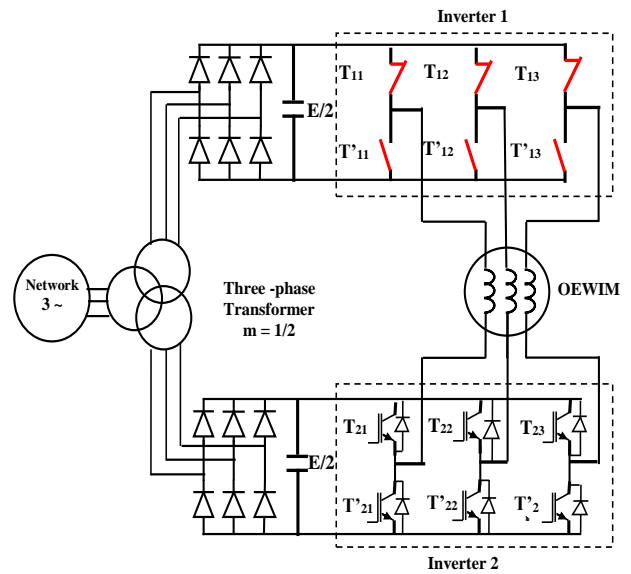 Inverter 1
T11
T12
T13
E/2
T’11
T’12
T’13
Network
3 ~
Three -phase
Transformer
m = 1/2
OEWIM
T21
T22
T23
E/2
T’21
T’22
T’2
Inverter 2